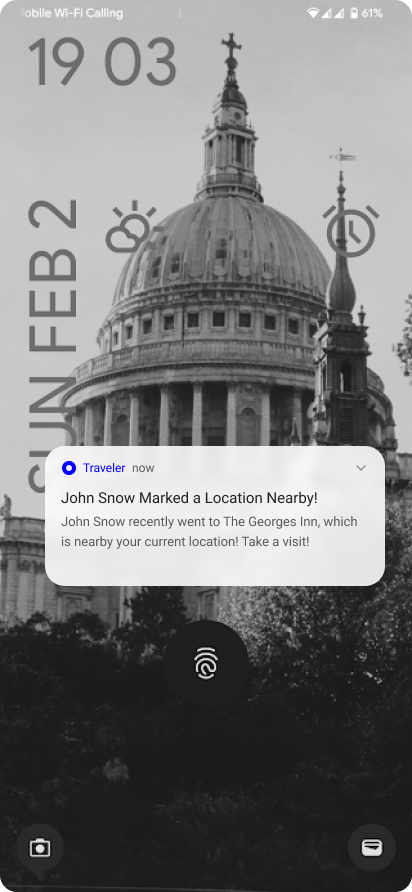 obile Wi-Fi Calling
61%
19 03
SUN FEB 2
Traveler now
John Snow Marked a Location Nearby!
John Snow recently went to The Georges Inn, which
is nearby your current location! Take a visit!